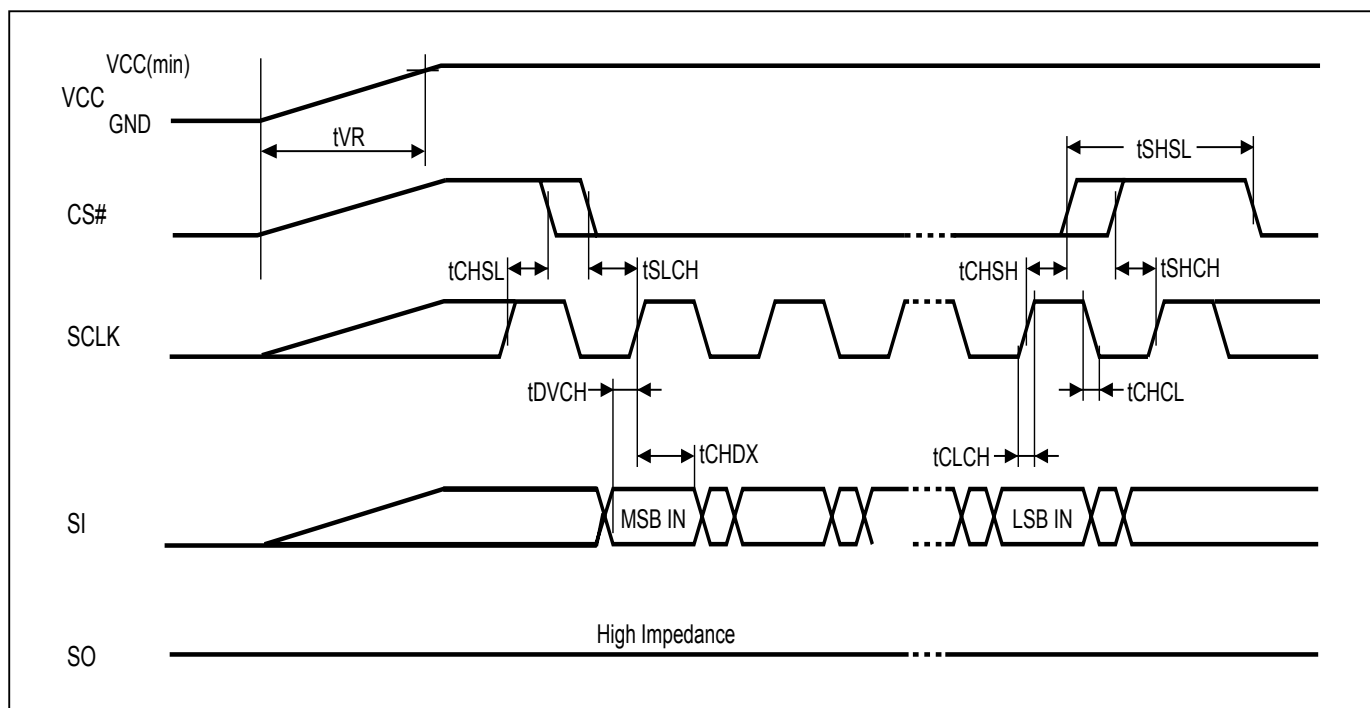 VCC(min)
VCC
GND
tVR
tSHSL
CS#
tCHSL
tSLCH
tCHSH
tSHCH
SCLK
tDVCH
tCHCL
tCHDX
tCLCH
SI
MSB IN
LSB IN
High Impedance
SO